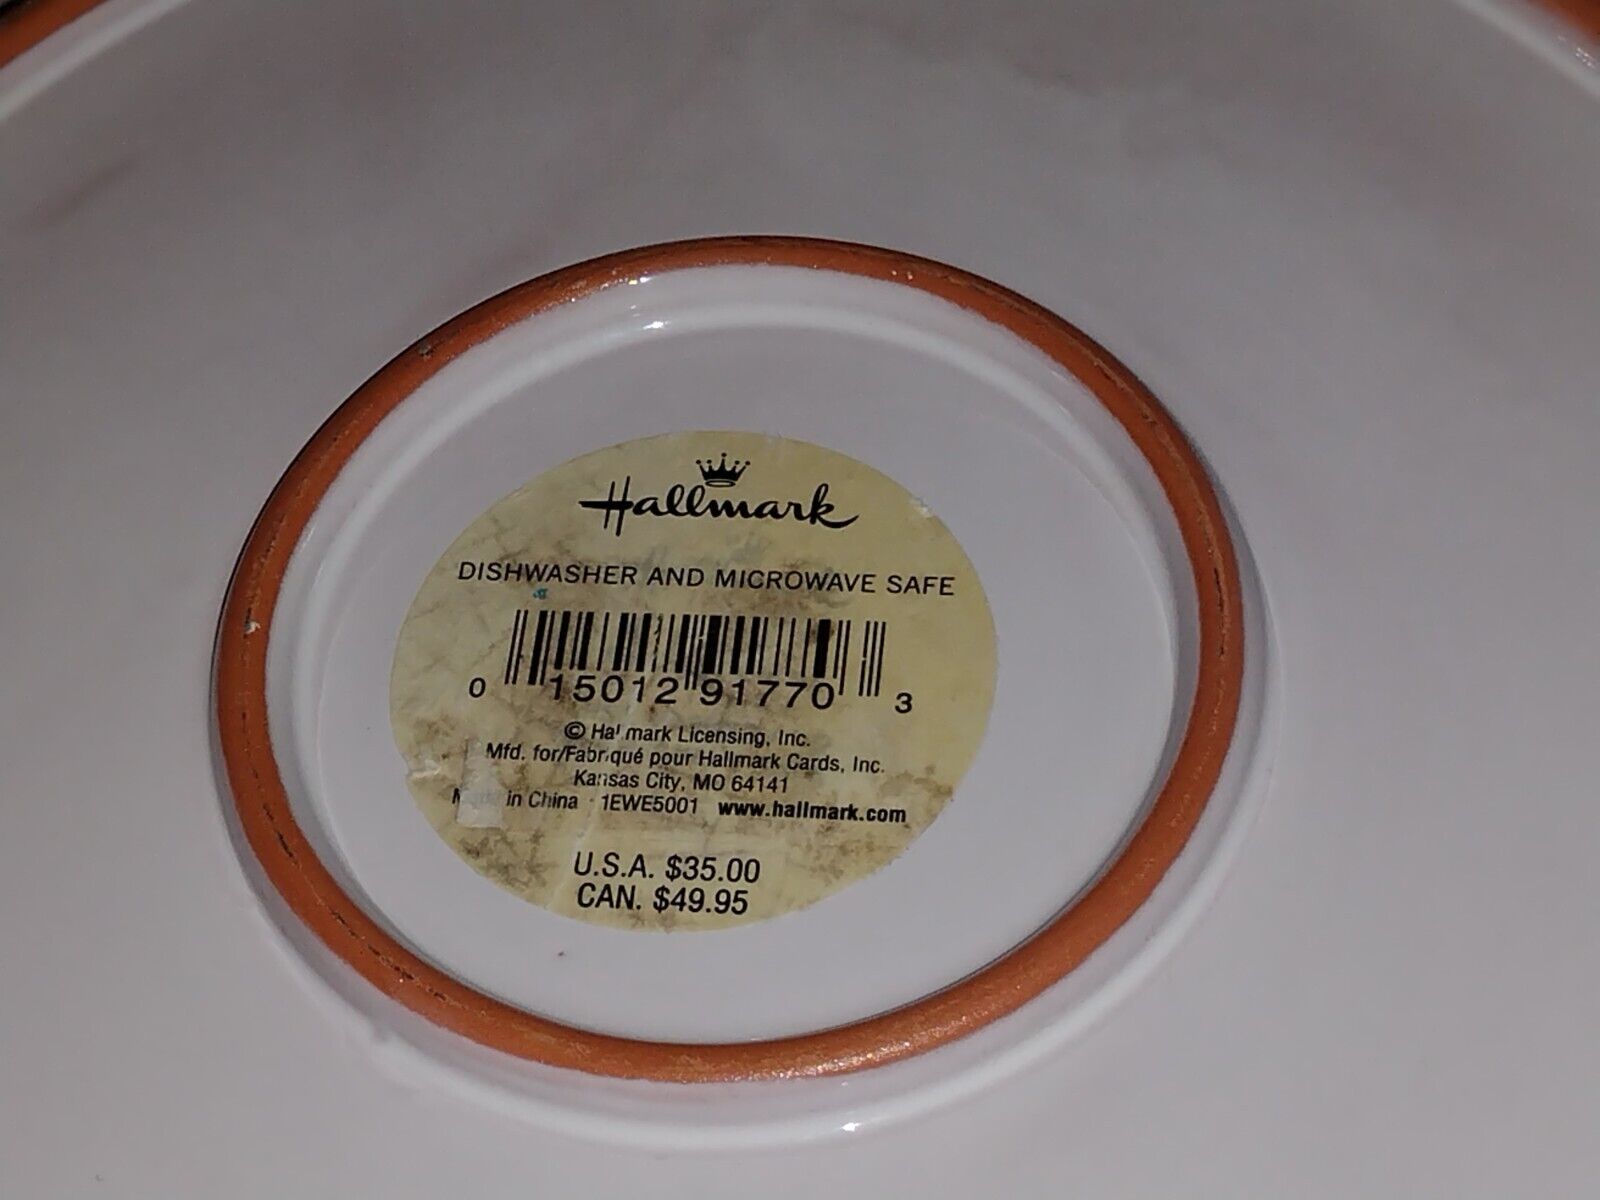 Hallmark
DISHWASHER AND MICROWAVE SAFE
0 15012 91770 3
© Hallmark Licensing, Inc.
Mfd. for/Fabriqué pour Hallmark Cards, Inc.
Kansas City, MO 64141
Made in China 1EWE5001 www.hallmark.com
U.S.A. $35.00
CAN. $49.95